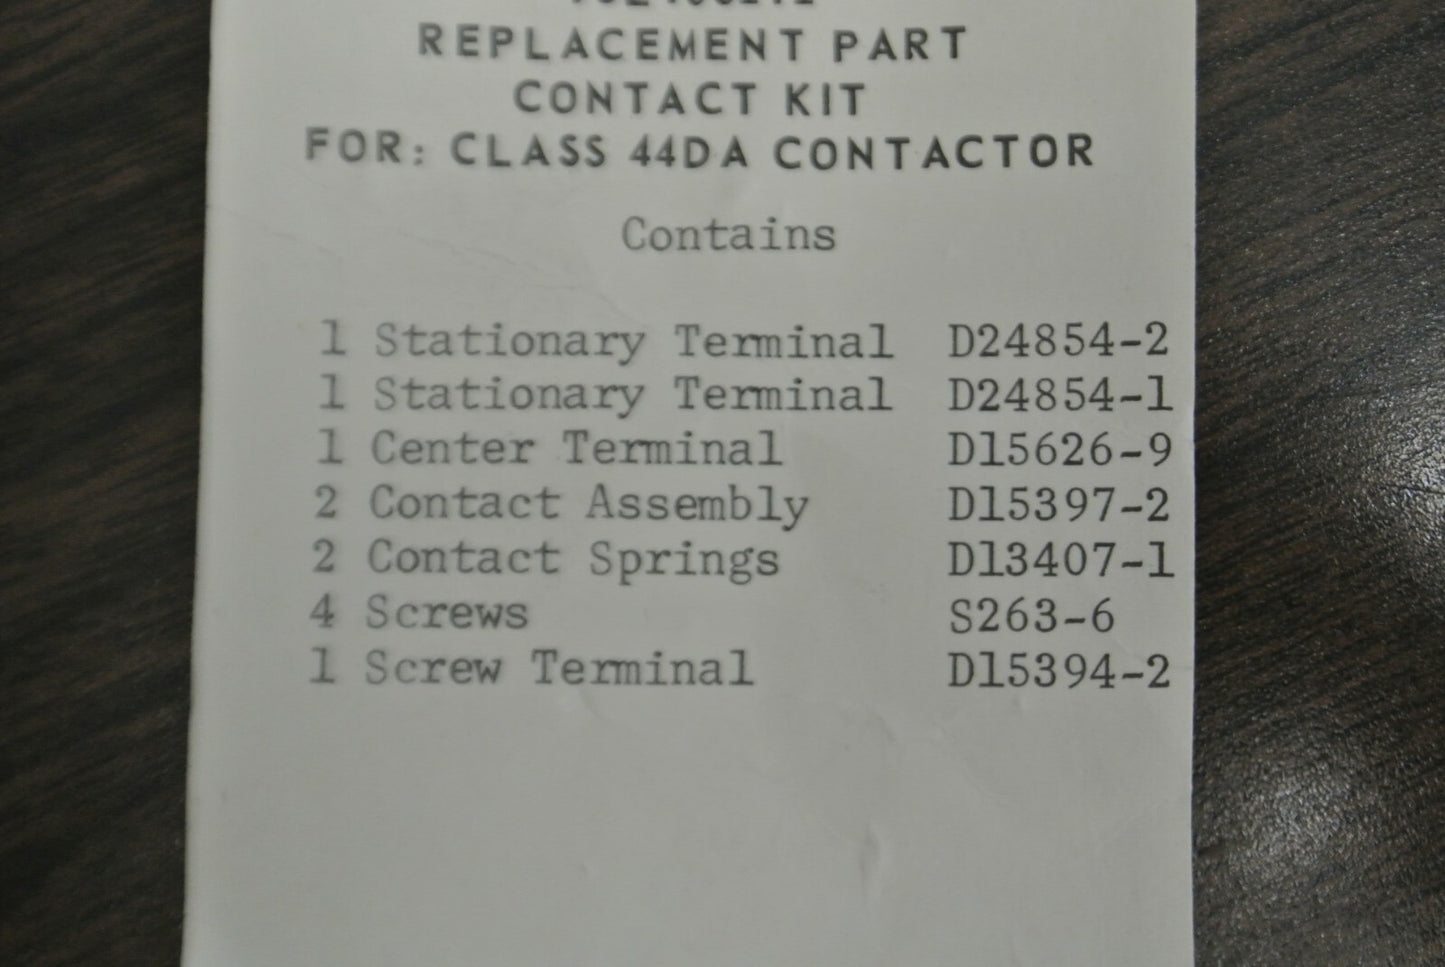 REPLACEMENT PART
CONTACT KIT
FOR: CLASS 44DA CONTACTOR
Contains
1 Stationary Terminal D24854-2
1 Stationary Terminal D24854-1
1 Center Terminal D15626-9
2 Contact Assembly D15397-2
2 Contact Springs D13407-1
4 Screws S263-6
1 Screw Terminal D15394-2